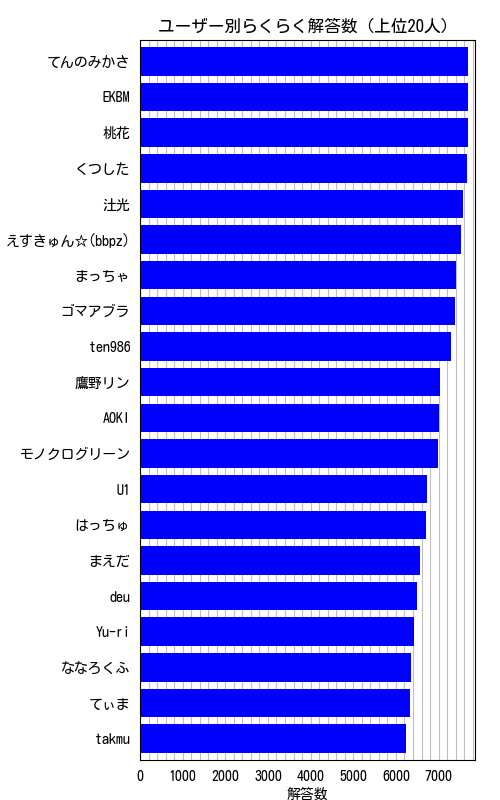 ユーザー別らくらく解答数（上位20人）
てんのみかさ
EKBM
桃花
くつした
汢光
えすきゅん☆(bbpz)
まっちゃ
ゴマアブラ
ten986
鷹野リン
AOKI
モノクログリーン
U1
はっちゅ
まえだ
deu
Yu-ri
ななろくふ
てぃま
takmu
0 1000 2000 3000 4000 5000 6000 7000
解答数